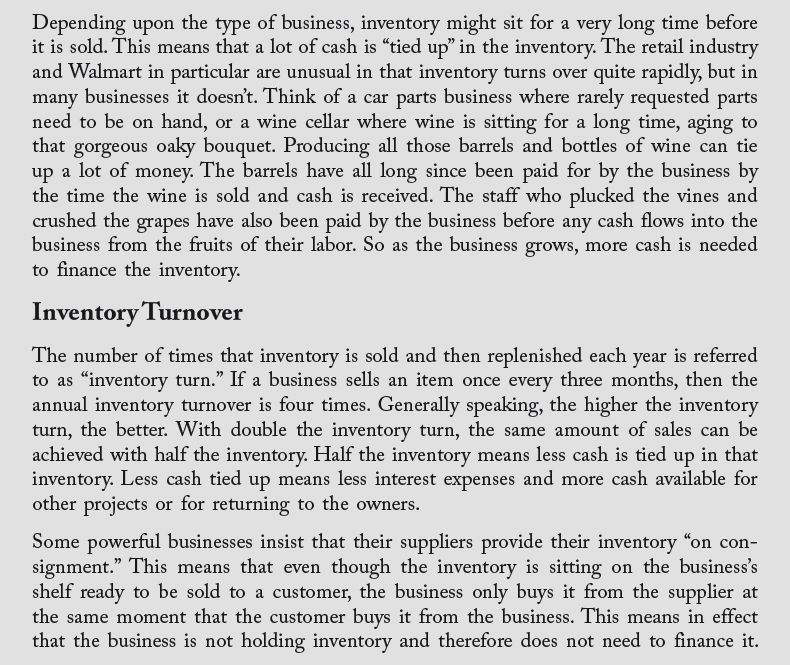 Depending upon the type of business, inventory might sit for a very long time before
it is sold. This means that a lot of cash is “tied up” in the inventory. The retail industry
and Walmart in particular are unusual in that inventory turns over quite rapidly, but in
many businesses it doesn’t. Think of a car parts business where rarely requested parts
need to be on hand, or a wine cellar where wine is sitting for a long time, aging to
that gorgeous oaky bouquet. Producing all those barrels and bottles of wine can tie
up a lot of money. The barrels have all long since been paid for by the business by
the time the wine is sold and cash is received. The staff who plucked the vines and
crushed the grapes have also been paid by the business before any cash flows into the
business from the fruits of their labor. So as the business grows, more cash is needed
to finance the inventory.
Inventory Turnover
The number of times that inventory is sold and then replenished each year is referred
to as “inventory turn.” If a business sells an item once every three months, then the
annual inventory turnover is four times. Generally speaking, the higher the inventory
turn, the better. With double the inventory turn, the same amount of sales can be
achieved with half the inventory. Half the inventory means less cash is tied up in that
inventory. Less cash tied up means less interest expenses and more cash available for
other projects or for returning to the owners.
Some powerful businesses insist that their suppliers provide their inventory “on con-
signment.” This means that even though the inventory is sitting on the business’s
shelf ready to be sold to a customer, the business only buys it from the supplier at
the same moment that the customer buys it from the business. This means in effect
that the business is not holding inventory and therefore does not need to finance it.